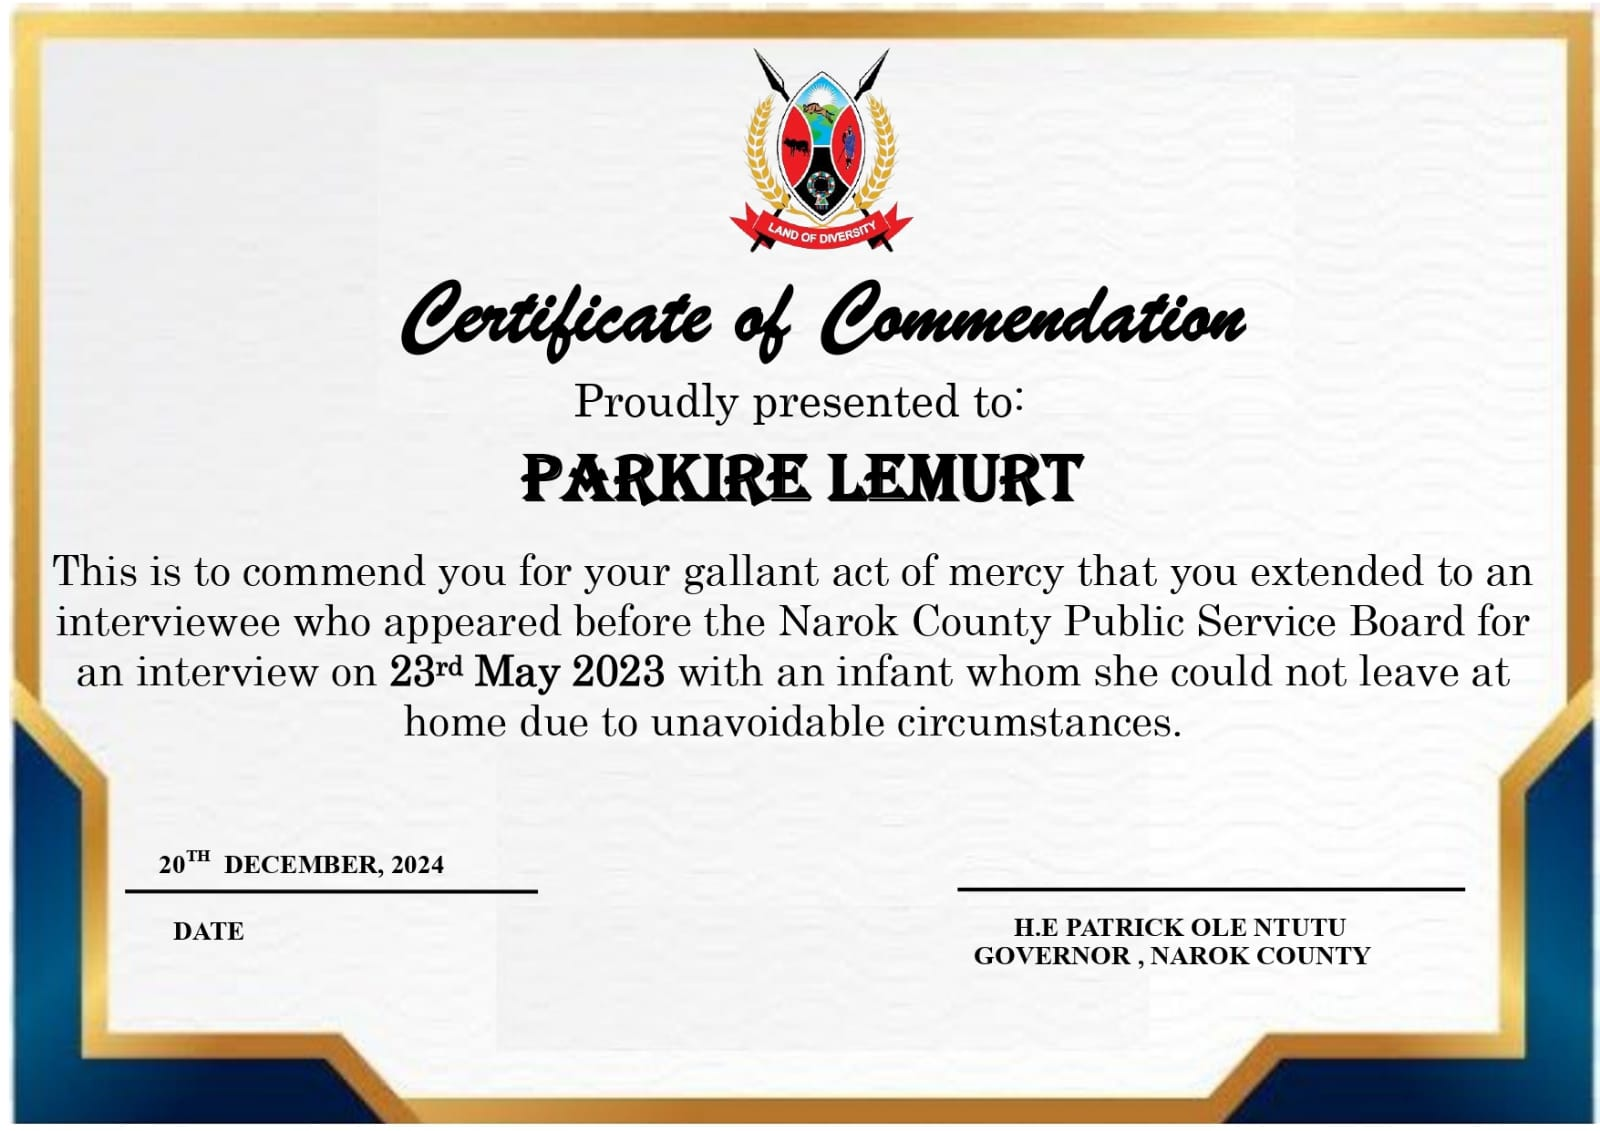 LAND OF DIVERSITY
Certificate of Commendation
Proudly presented to:
PARKIRE LEMURT
This is to commend you for your gallant act of mercy that you extended to an
interviewee who appeared before the Narok County Public Service Board for
an interview on 23rd May 2023 with an infant whom she could not leave at
home due to unavoidable circumstances.
20TH DECEMBER, 2024
DATE
H.E PATRICK OLE NTUTU
GOVERNOR , NAROK COUNTY